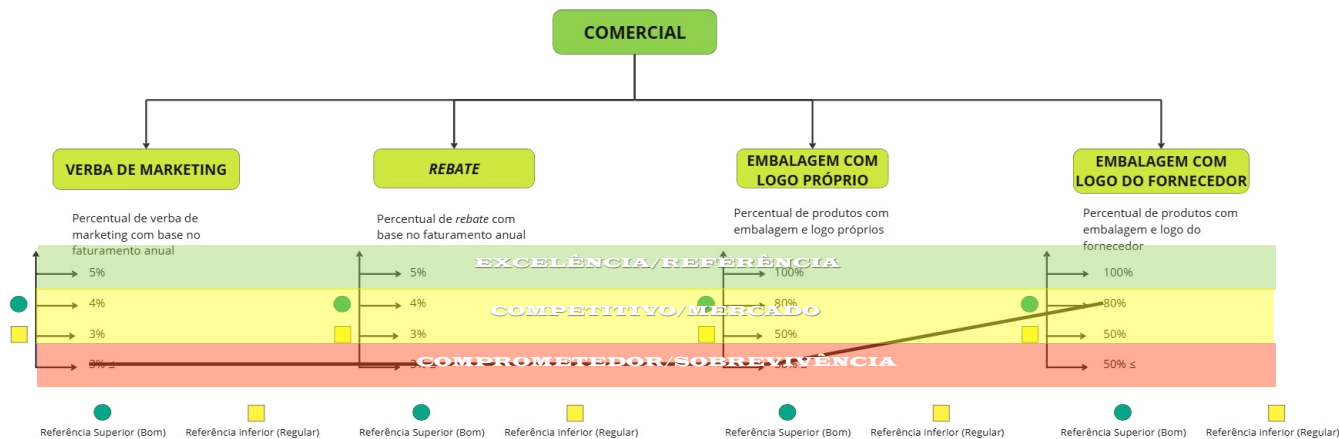 COMERCIAL
VERBA DE MARKETING
REBATE
EMBALAGEM COM
LOGO PRÓPRIO
EMBALAGEM COM
LOGO DO FORNECEDOR
Percentual de verba de
marketing com base no
faturamento anual
Percentual de rebate com
base no faturamento anual
Percentual de produtos com
embalagem e logo próprios
Percentual de produtos com
embalagem e logo do
fornecedor
EXCELÊNCIA/REFERÊNCIA
5%
5%
100%
100%
COMPETITIVO/MERCADO
4%
4%
80%
80%
3%
3%
50%
50%
COMPROMETEDOR/SOBREVIVÊNCIA
3% ≤
3% ≤
50% ≤
50% ≤
Referência Superior (Bom)
Referência inferior (Regular)
Referência Superior (Bom)
Referência inferior (Regular)
Referência Superior (Bom)
Referência inferior (Regular)
Referência Superior (Bom)
Referência inferior (Regular)